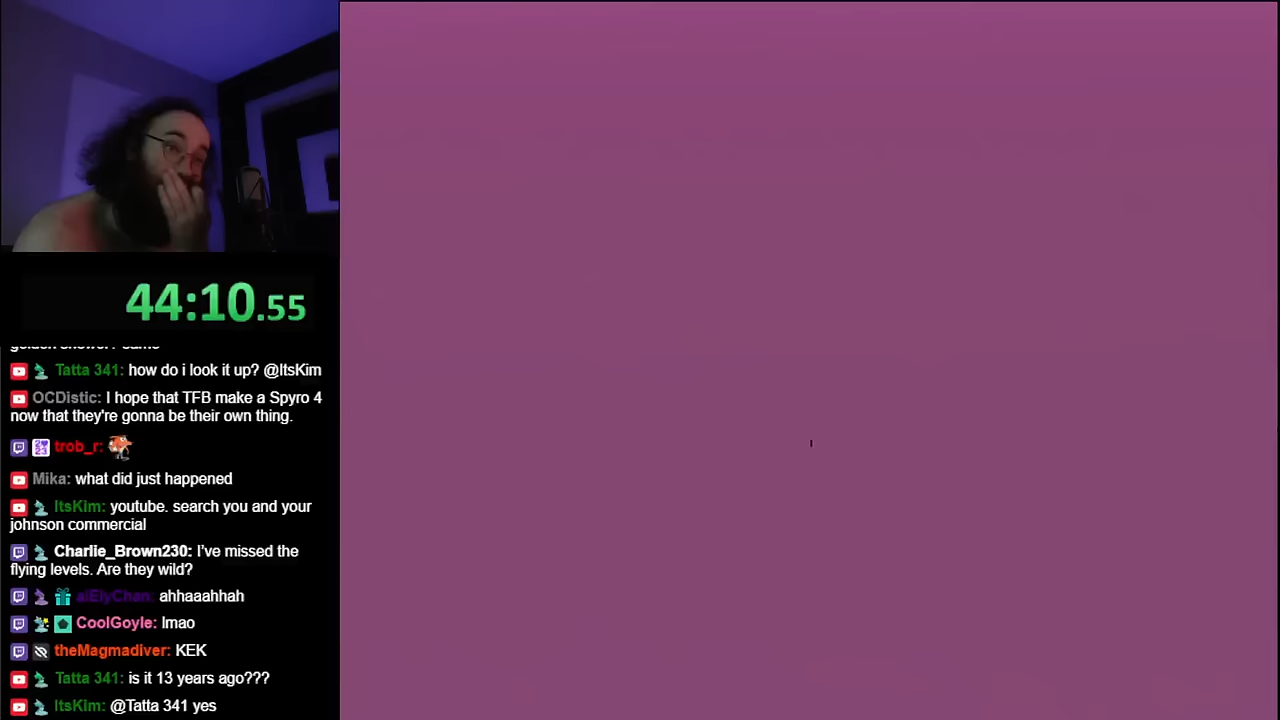 44:10.55
Tatta 341: how do i look it up? @ItsKim
OCDistic: I hope that TFB make a Spyro 4
now that they're gonna be their own thing.
trob_r:
Mika: what did just happened
ItsKim: youtube. search you and your
johnson commercial
Charlie_Brown230: I've missed the
flying levels. Are they wild?
aiElyChan: ahhaaahhah
CoolGoyle: lmao
theMagmadiver: KEK
Tatta 341: is it 13 years ago???
ItsKim: @Tatta 341 yes